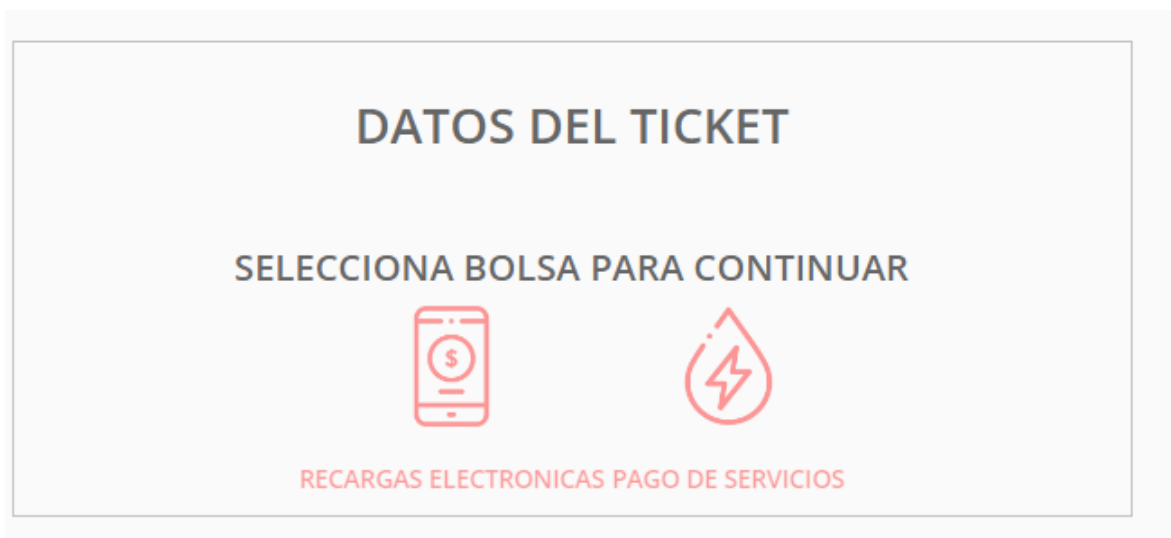 DATOS DEL TICKET
SELECCIONA BOLSA PARA CONTINUAR
$
RECARGAS ELECTRONICAS PAGO DE SERVICIOS